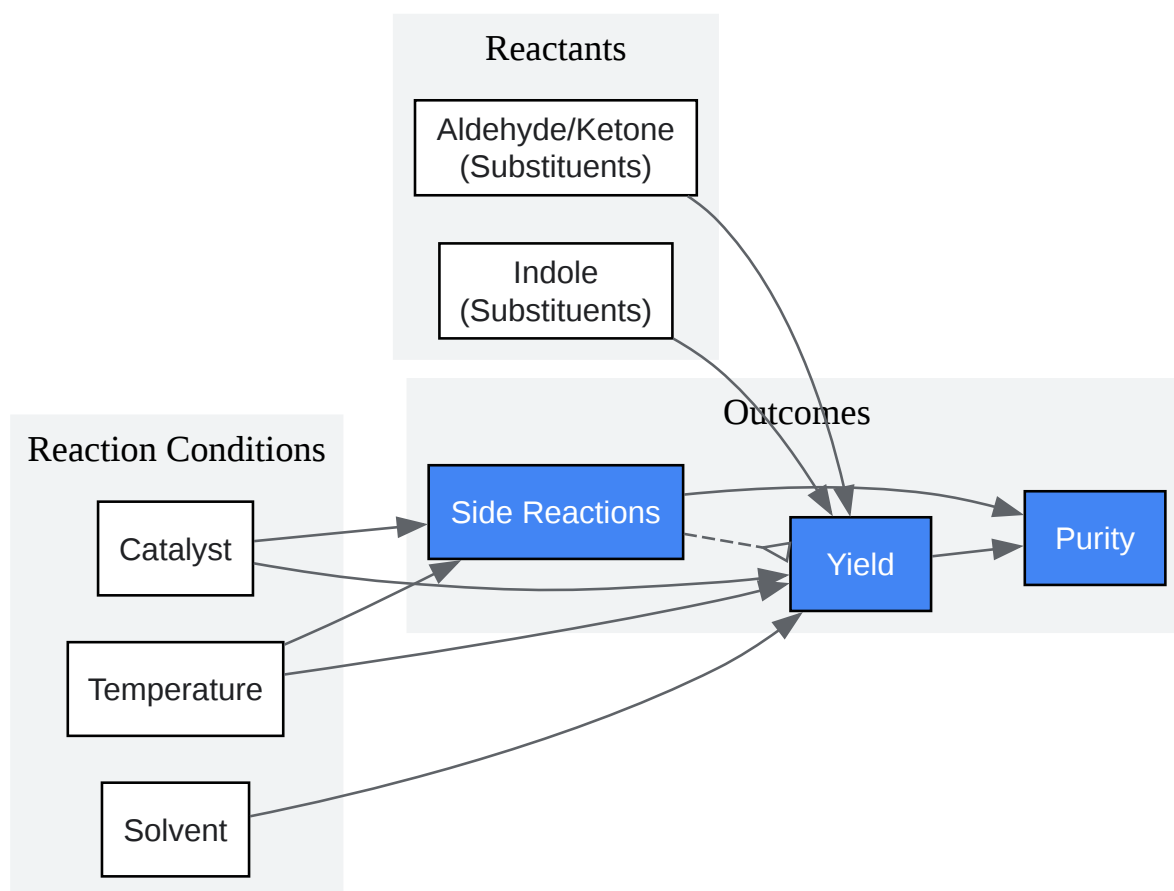 Reactants
Aldehyde/Ketone
(Substituents)
Indole
(Substituents)
Outcomes
Reaction Conditions
Side Reactions
Purity
Catalyst
Yield
Temperature
Solvent